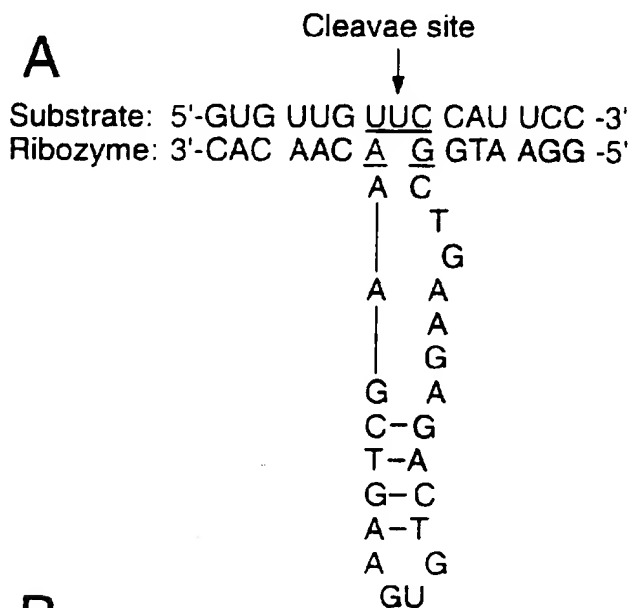 Cleavae site
A
Substrate: 5'-GUG UUG UUC CAU UCC -3'
Ribozyme: 3'-CAC AAC A G GTA AGG -5'
A C
T
G
A A
A
G
G A
C-G
T-A
G-C
A-T
A G
GU